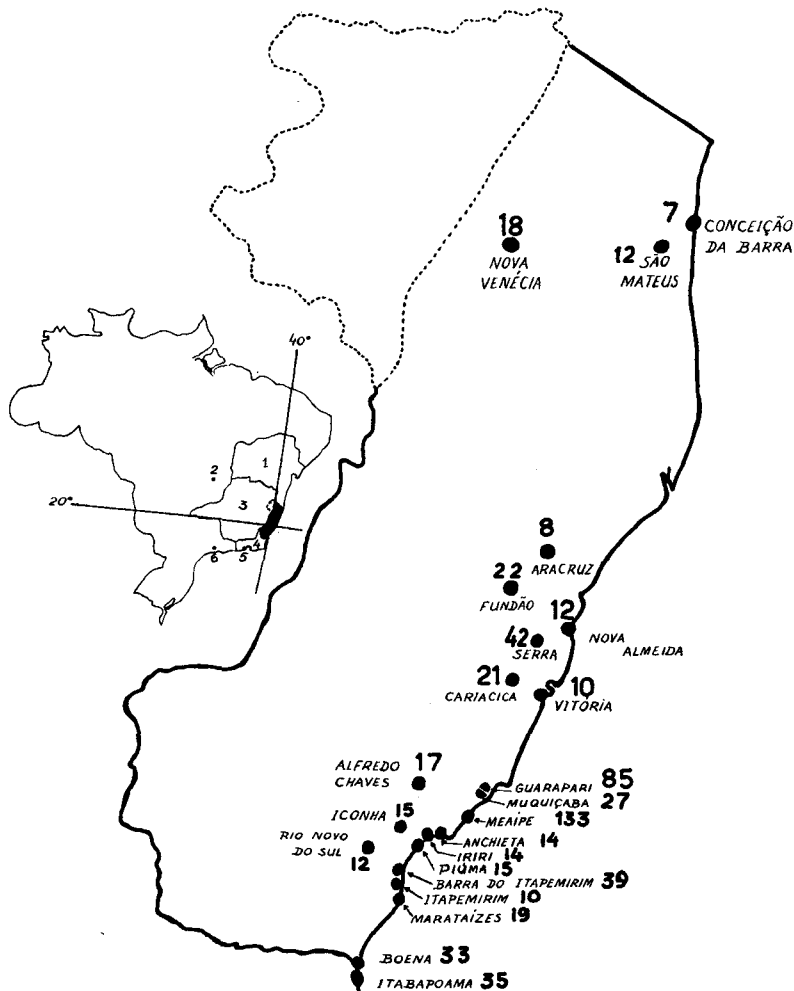 7
CONCEIÇÃO
DA BARRA
18
NOVA
VENÉCIA
12 SÃO
MATEUS
40°
1
2
3
20°
4
5
6
8
ARACRUZ
22
FUNDÃO
12
NOVA
ALMEIDA
42
SERRA
21
CARIACICA
10
VITÓRIA
ALFREDO
CHAVES
17
GUARAPARI 85
MUQUIÇABA 27
MEAÍPE 133
ICONHA 15
RIO NOVO
DO SUL
12
ANCHIETA 14
IRIRI 14
PIÚMA 15
BARRA DO ITAPEMIRIM 39
ITAPEMIRIM 10
MARATAÍZES 19
BOENA 33
ITABAPOAMA 35